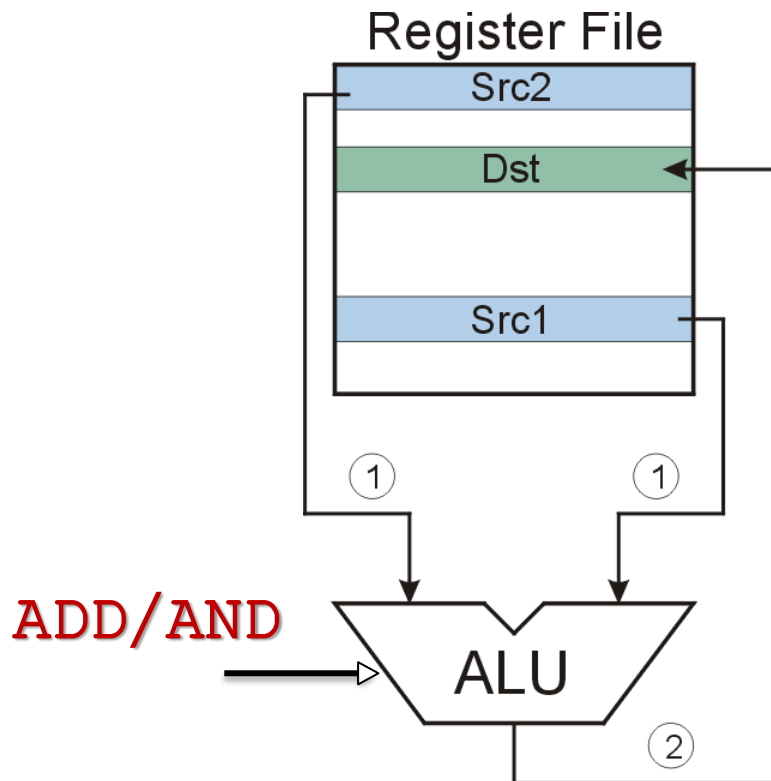 Register File
Src2
Dst
Src1
1
1
ADD/AND
ALU
2